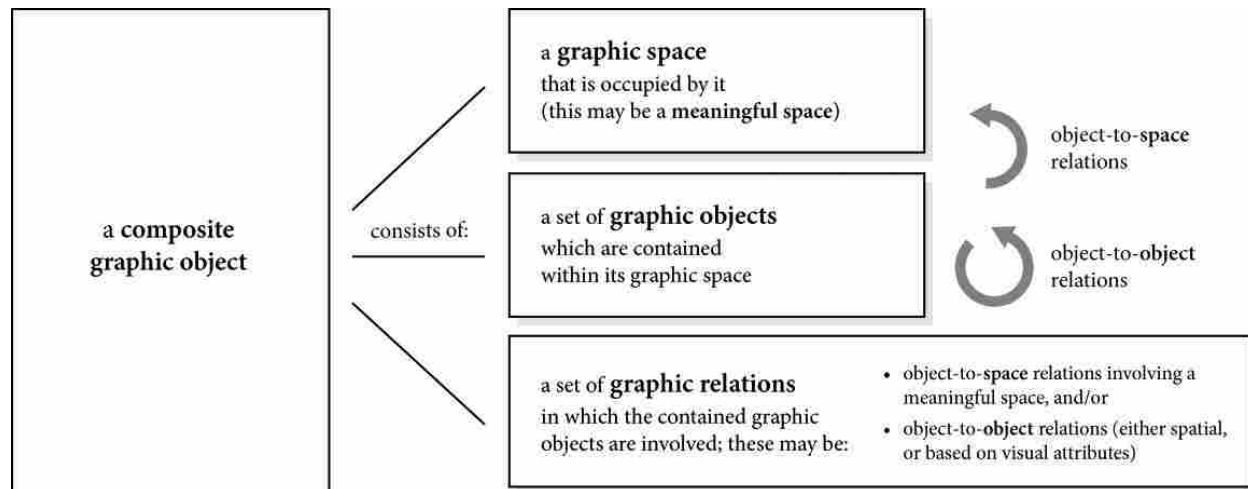 a composite
graphic object
consists of:
a graphic space
that is occupied by it
(this may be a meaningful space)
a set of graphic objects
which are contained
within its graphic space
object-to-space
relations
object-to-object
relations
a set of graphic relations
in which the contained graphic
objects are involved; these may be:
• object-to-space relations involving a
meaningful space, and/or
• object-to-object relations (either spatial,
or based on visual attributes)